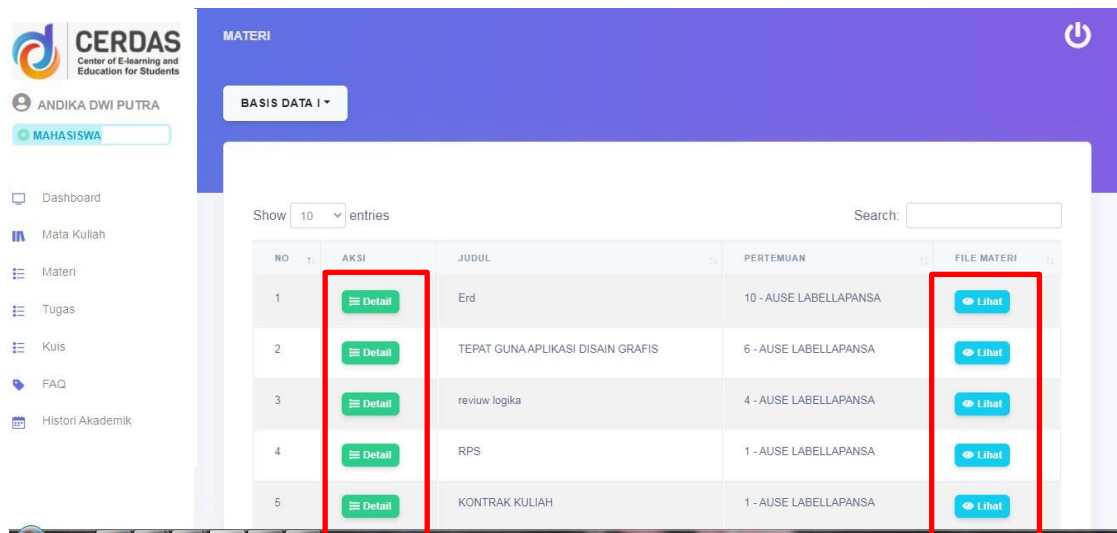 CERDAS
Center of E-learning and
Education for Students
ANDIKA DWI PUTRA
MAHASISWA
Dashboard
Mata Kuliah
Materi
Tugas
Kuis
FAQ
Histori Akademik
MATERI
BASIS DATA I
Show 10 entries
Search:
NO AKSI JUDUL PERTEMUAN FILE MATERI
1 Detail Erd 10 - AUSE LABELLAPANSA Lihat
2 Detail TEPAT GUNA APLIKASI DISAIN GRAFIS 6 - AUSE LABELLAPANSA Lihat
3 Detail reviuw logika 4 - AUSE LABELLAPANSA Lihat
4 Detail RPS 1 - AUSE LABELLAPANSA Lihat
5 Detail KONTRAK KULIAH 1 - AUSE LABELLAPANSA Lihat